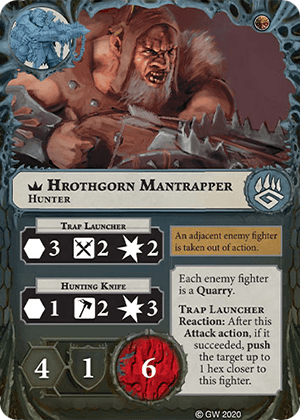 Hrothgorn Mantrapper
Hunter
Trap Launcher
3 2 2
An adjacent enemy fighter
is taken out of action.
Hunting Knife
1 2 3
Each enemy fighter
is a Quarry.
Trap Launcher
Reaction: After this
Attack action, if it
succeeded, push
the target up to
1 hex closer to
this fighter.
4 1 6
© GW 2020